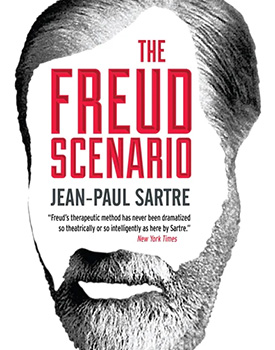 THE
FREUD
SCENARIO
JEAN-PAUL SARTRE
"Freud's therapeutic method has never been dramatized
so theatrically or so intelligently as here by Sartre."
New York Times